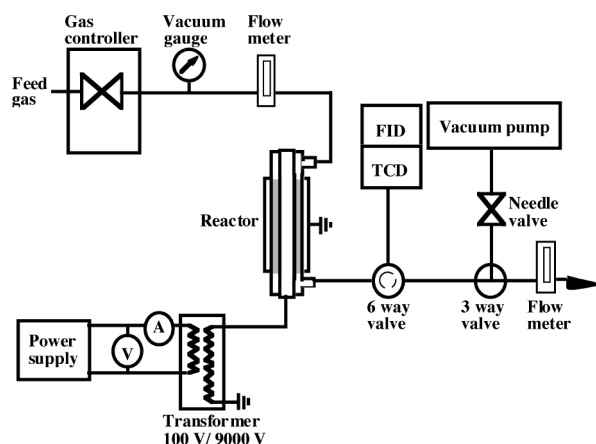 Gas
controller
Vacuum
gauge
Flow
meter
Feed
gas
FID
TCD
Vacuum pump
Reactor
Needle
valve
6 way
valve
3 way
valve
Flow
meter
Power
supply
A
V
Transformer
100 V/ 9000 V